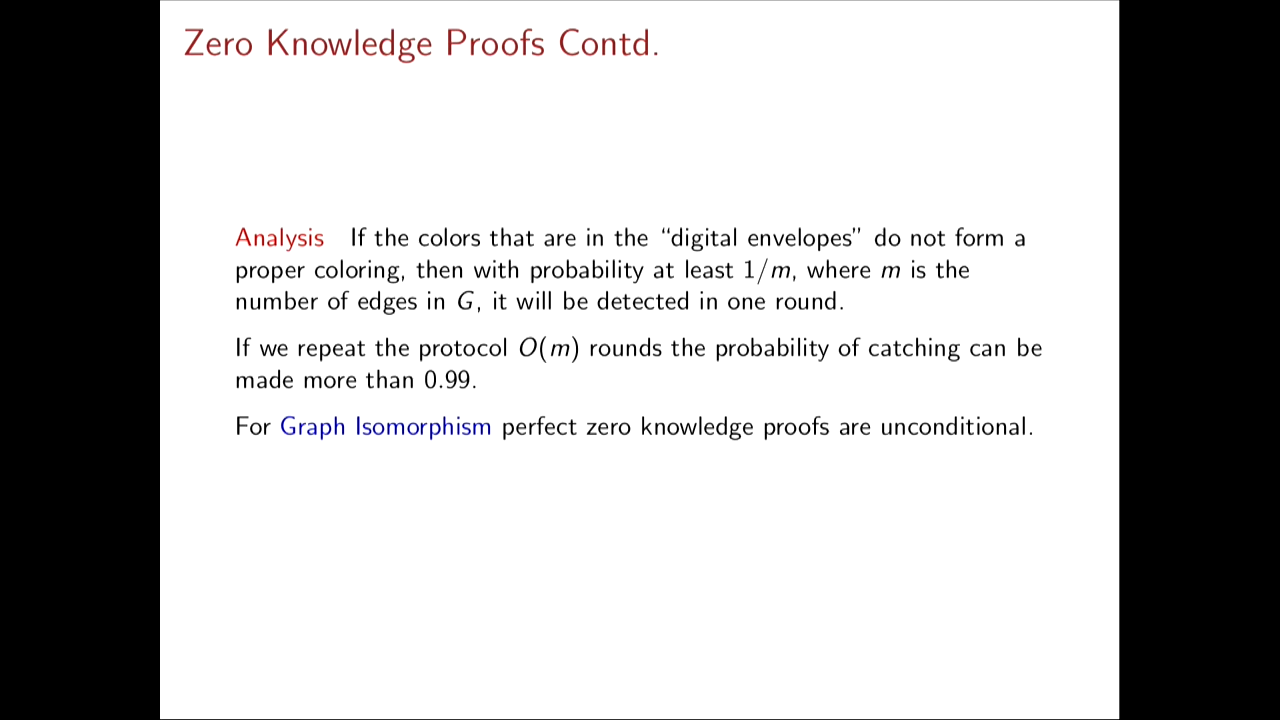 Zero Knowledge Proofs Contd.
Analysis If the colors that are in the “digital envelopes” do not form a
proper coloring, then with probability at least 1/m, where m is the
number of edges in G, it will be detected in one round.
If we repeat the protocol O(m) rounds the probability of catching can be
made more than 0.99.
For Graph Isomorphism perfect zero knowledge proofs are unconditional.